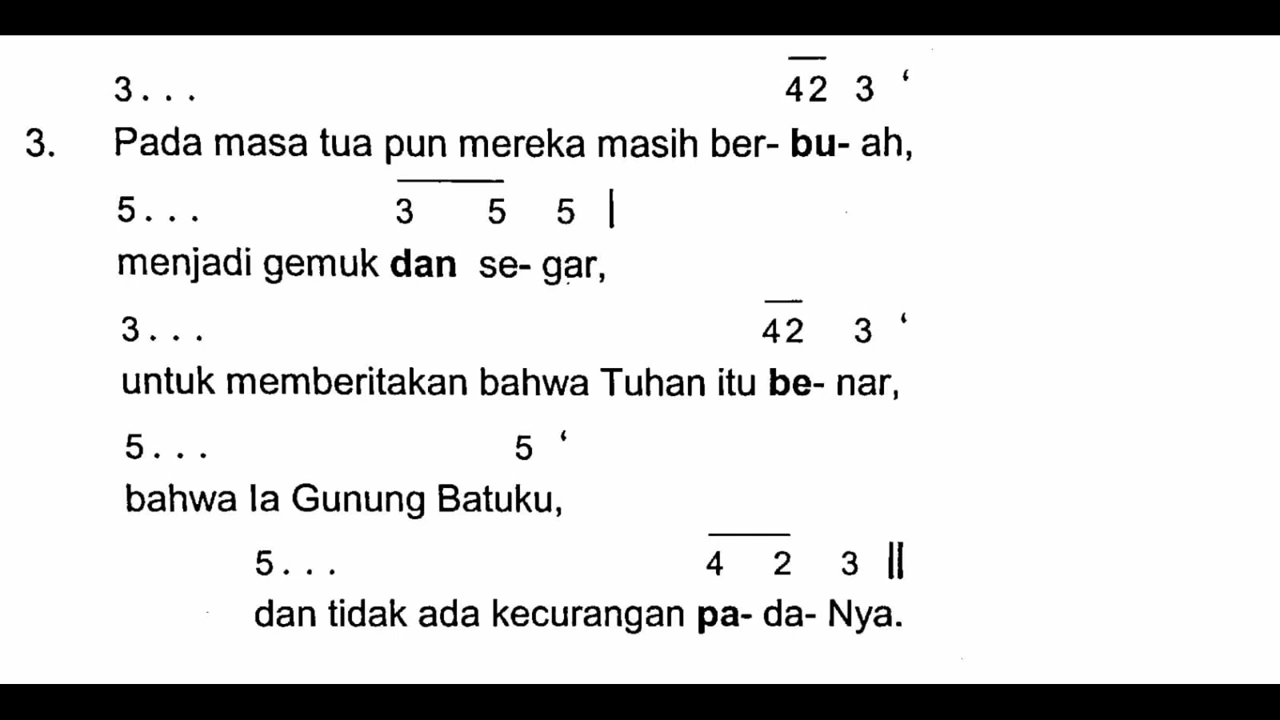 3 . . . 42 3 ‘
3. Pada masa tua pun mereka masih ber- bu- ah,
5 . . . 3 5 5 |
menjadi gemuk dan se- gar,
3 . . . 42 3 ‘
untuk memberitakan bahwa Tuhan itu be- nar,
5 . . . 5 ‘
bahwa Ia Gunung Batuku,
5 . . . 4 2 3 ||
dan tidak ada kecurangan pa- da- Nya.